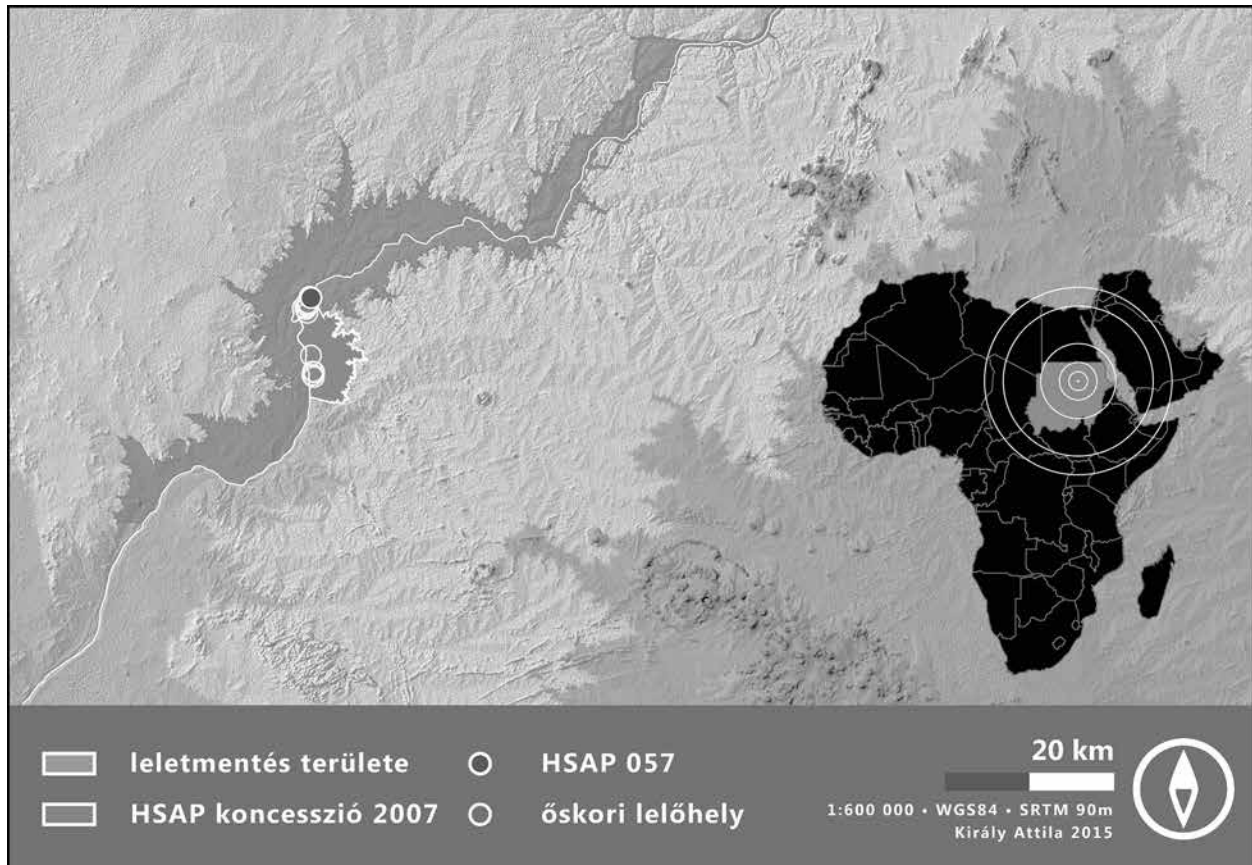 leletmentés területe
HSAP koncesszió 2007
HSAP 057
őskori lelőhely
20 km
1:600 000 • WGS84 • SRTM 90m
Király Attila 2015